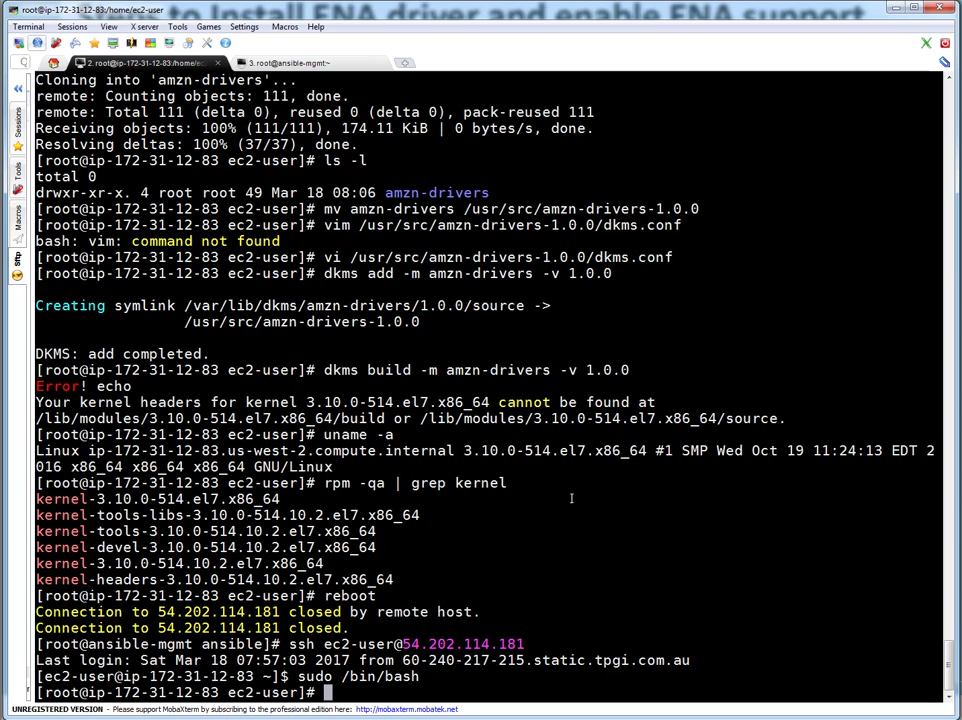 root@ip-172-31-12-83:/home/ec2-user
Steps to Install ENA driver and enable ENA support
Terminal Sessions View X server Tools Games Settings Macros Help
2. root@ip-172-31-12-83:/home/ec
3. root@ansible-mgmt:~
Sessions
Tools
Macros
Sftp
Cloning into 'amzn-drivers'...
remote: Counting objects: 111, done.
remote: Total 111 (delta 0), reused 0 (delta 0), pack-reused 111
Receiving objects: 100% (111/111), 174.11 KiB | 0 bytes/s, done.
Resolving deltas: 100% (37/37), done.
[root@ip-172-31-12-83 ec2-user]# ls -l
total 0
drwxr-xr-x. 4 root root 49 Mar 18 08:06 amzn-drivers
[root@ip-172-31-12-83 ec2-user]# mv amzn-drivers /usr/src/amzn-drivers-1.0.0
[root@ip-172-31-12-83 ec2-user]# vim /usr/src/amzn-drivers-1.0.0/dkms.conf
bash: vim: command not found
[root@ip-172-31-12-83 ec2-user]# vi /usr/src/amzn-drivers-1.0.0/dkms.conf
[root@ip-172-31-12-83 ec2-user]# dkms add -m amzn-drivers -v 1.0.0
Creating symlink /var/lib/dkms/amzn-drivers/1.0.0/source ->
/usr/src/amzn-drivers-1.0.0
DKMS: add completed.
[root@ip-172-31-12-83 ec2-user]# dkms build -m amzn-drivers -v 1.0.0
Error! echo
Your kernel headers for kernel 3.10.0-514.el7.x86_64 cannot be found at
/lib/modules/3.10.0-514.el7.x86_64/build or /lib/modules/3.10.0-514.el7.x86_64/source.
[root@ip-172-31-12-83 ec2-user]# uname -a
Linux ip-172-31-12-83.us-west-2.compute.internal 3.10.0-514.el7.x86_64 #1 SMP Wed Oct 19 11:24:13 EDT 2
016 x86_64 x86_64 x86_64 GNU/Linux
[root@ip-172-31-12-83 ec2-user]# rpm -qa | grep kernel
kernel-3.10.0-514.el7.x86_64
kernel-tools-libs-3.10.0-514.10.2.el7.x86_64
kernel-tools-3.10.0-514.10.2.el7.x86_64
kernel-devel-3.10.0-514.10.2.el7.x86_64
kernel-3.10.0-514.10.2.el7.x86_64
kernel-headers-3.10.0-514.10.2.el7.x86_64
[root@ip-172-31-12-83 ec2-user]# reboot
Connection to 54.202.114.181 closed by remote host.
Connection to 54.202.114.181 closed.
[root@ansible-mgmt ansible]# ssh ec2-user@54.202.114.181
Last login: Sat Mar 18 07:57:03 2017 from 60-240-217-215.static.tpgi.com.au
[ec2-user@ip-172-31-12-83 ~]$ sudo /bin/bash
[root@ip-172-31-12-83 ec2-user]#
UNREGISTERED VERSION - Please support MobaXterm by subscribing to the professional edition here: http://mobaxterm.mobatek.net